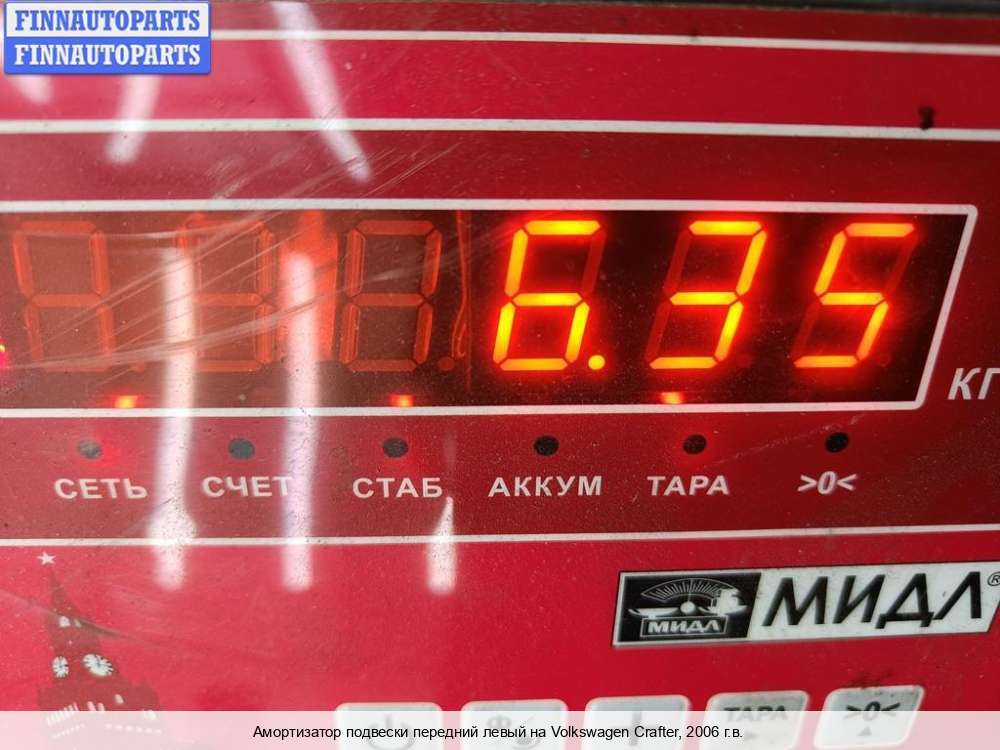 FINNAUTOPARTS
FINNAUTOPARTS
6.35
КГ
СЕТЬ СЧЕТ СТАБ АККУМ ТАРА >0<
МИДЛ МИДЛ®
ТАРА >0<
Амортизатор подвески передний левый на Volkswagen Crafter, 2006 г.в.